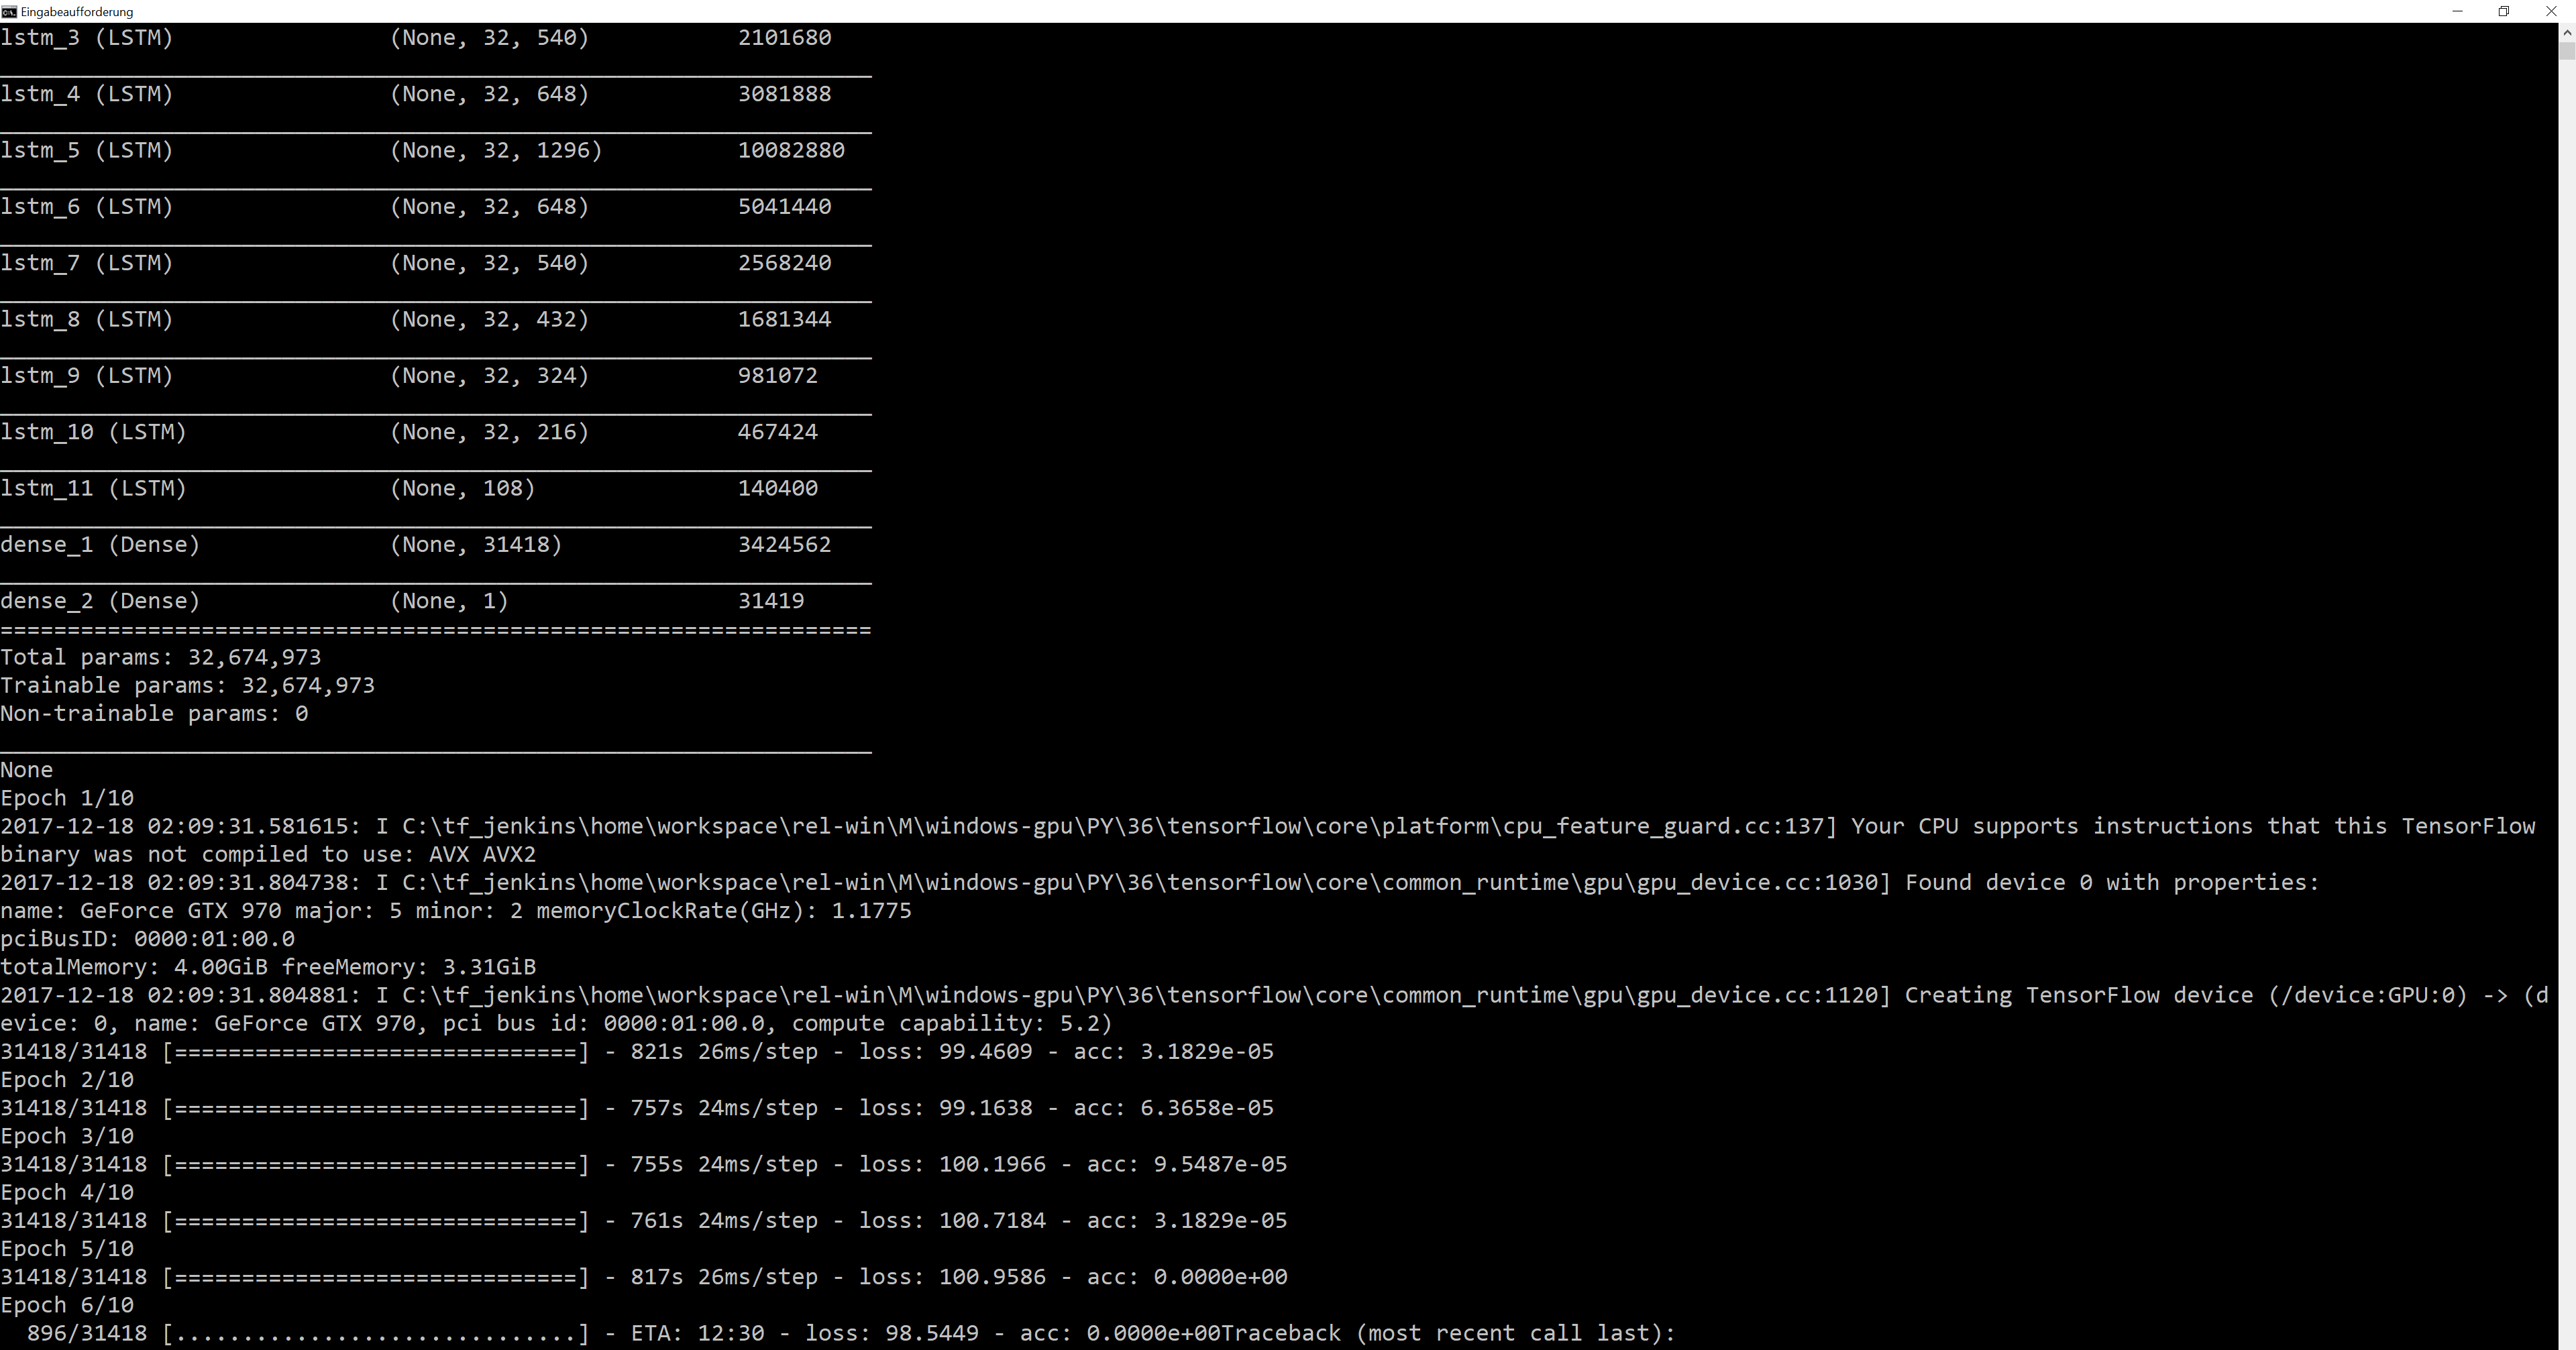 Eingabeaufforderung
lstm_3 (LSTM) (None, 32, 540) 2101680
_________________________________________________________________
lstm_4 (LSTM) (None, 32, 648) 3081888
_________________________________________________________________
lstm_5 (LSTM) (None, 32, 1296) 10082880
_________________________________________________________________
lstm_6 (LSTM) (None, 32, 648) 5041440
_________________________________________________________________
lstm_7 (LSTM) (None, 32, 540) 2568240
_________________________________________________________________
lstm_8 (LSTM) (None, 32, 432) 1681344
_________________________________________________________________
lstm_9 (LSTM) (None, 32, 324) 981072
_________________________________________________________________
lstm_10 (LSTM) (None, 32, 216) 467424
_________________________________________________________________
lstm_11 (LSTM) (None, 108) 140400
_________________________________________________________________
dense_1 (Dense) (None, 31418) 3424562
_________________________________________________________________
dense_2 (Dense) (None, 1) 31419
=================================================================
Total params: 32,674,973
Trainable params: 32,674,973
Non-trainable params: 0
_________________________________________________________________
None
Epoch 1/10
2017-12-18 02:09:31.581615: I C:\tf_jenkins\home\workspace\rel-win\M\windows-gpu\PY\36\tensorflow\core\platform\cpu_feature_guard.cc:137] Your CPU supports instructions that this TensorFlow
binary was not compiled to use: AVX AVX2
2017-12-18 02:09:31.804738: I C:\tf_jenkins\home\workspace\rel-win\M\windows-gpu\PY\36\tensorflow\core\common_runtime\gpu\gpu_device.cc:1030] Found device 0 with properties:
name: GeForce GTX 970 major: 5 minor: 2 memoryClockRate(GHz): 1.1775
pciBusID: 0000:01:00.0
totalMemory: 4.00GiB freeMemory: 3.31GiB
2017-12-18 02:09:31.804881: I C:\tf_jenkins\home\workspace\rel-win\M\windows-gpu\PY\36\tensorflow\core\common_runtime\gpu\gpu_device.cc:1120] Creating TensorFlow device (/device:GPU:0) -> (d
evice: 0, name: GeForce GTX 970, pci bus id: 0000:01:00.0, compute capability: 5.2)
31418/31418 [==============================] - 821s 26ms/step - loss: 99.4609 - acc: 3.1829e-05
Epoch 2/10
31418/31418 [==============================] - 757s 24ms/step - loss: 99.1638 - acc: 6.3658e-05
Epoch 3/10
31418/31418 [==============================] - 755s 24ms/step - loss: 100.1966 - acc: 9.5487e-05
Epoch 4/10
31418/31418 [==============================] - 761s 24ms/step - loss: 100.7184 - acc: 3.1829e-05
Epoch 5/10
31418/31418 [==============================] - 817s 26ms/step - loss: 100.9586 - acc: 0.0000e+00
Epoch 6/10
896/31418 [..............................] - ETA: 12:30 - loss: 98.5449 - acc: 0.0000e+00Traceback (most recent call last):